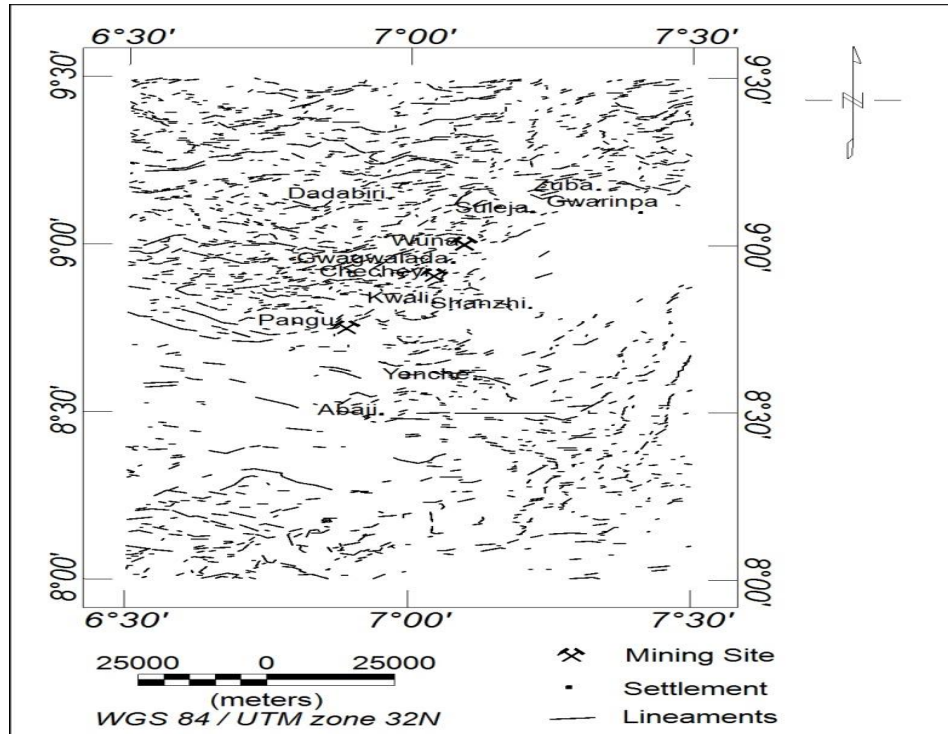 6°30' 7°00' 7°30'
9°30' 9°30'
N
Dadabiri
Zuba
Suleja
Gwarinpa
Wuna
9°00' 9°00'
Gwagwalada
Chechey
Kwali
Shanzhi
Pangu
Yenche
Abaji
8°30' 8°30'
8°00' 8°00'
6°30' 7°00' 7°30'
25000 0 25000
(meters)
WGS 84 / UTM zone 32N
Mining Site
Settlement
Lineaments